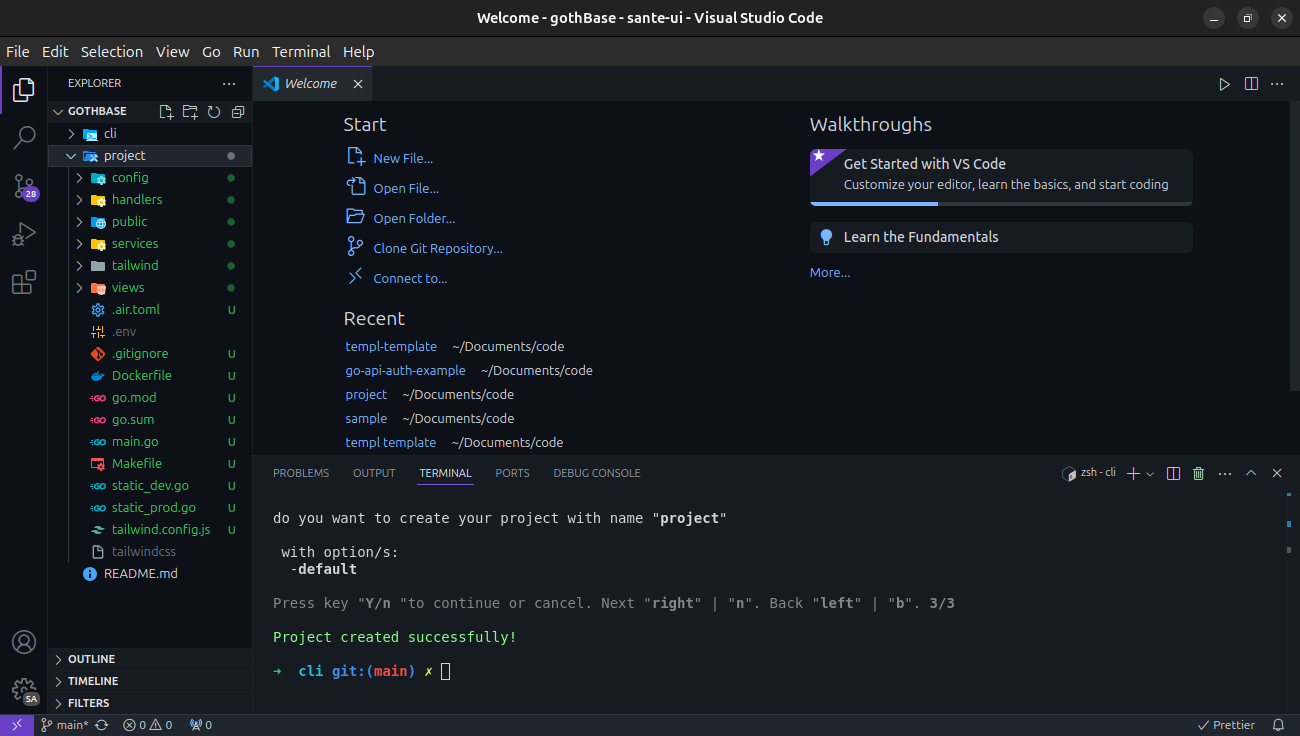 Welcome - gothBase - sante-ui - Visual Studio Code
File Edit Selection View Go Run Terminal Help
EXPLORER
GOTHBASE
cli
project
config
handlers
public
services
tailwind
views
.air.toml U
.env
.gitignore U
Dockerfile U
go.mod U
go.sum U
main.go U
Makefile U
static_dev.go U
static_prod.go U
tailwind.config.js U
tailwindcss
README.md
OUTLINE
TIMELINE
FILTERS
28
SA
Welcome
Start
New File...
Open File...
Open Folder...
Clone Git Repository...
Connect to...
Recent
templ-template ~/Documents/code
go-api-auth-example ~/Documents/code
project ~/Documents/code
sample ~/Documents/code
templ template ~/Documents/code
Walkthroughs
Get Started with VS Code
Customize your editor, learn the basics, and start coding
Learn the Fundamentals
More...
PROBLEMS OUTPUT TERMINAL PORTS DEBUG CONSOLE
zsh - cli
do you want to create your project with name "project"
with option/s:
-default
Press key "Y/n "to continue or cancel. Next "right" | "n". Back "left" | "b". 3/3
Project created successfully!
➜ cli git:(main) ✗
main* 0 0 0
Prettier